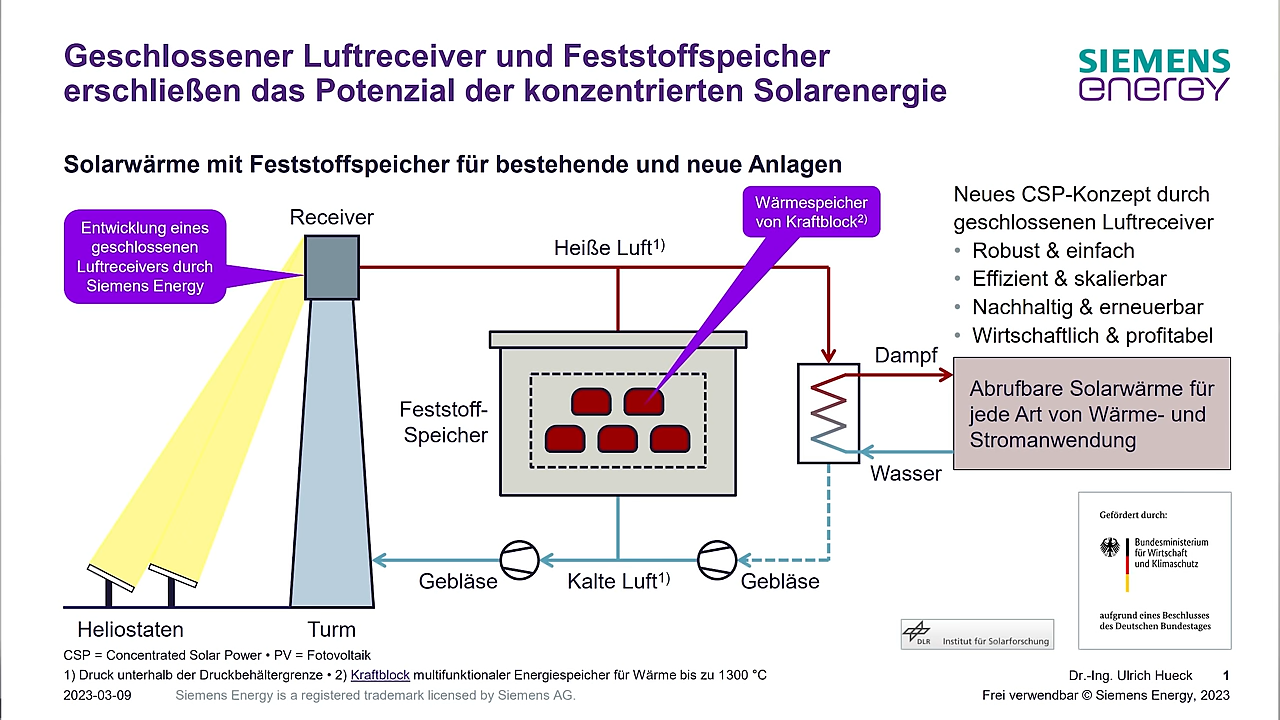 Geschlossener Luftreceiver und Feststoffspeicher
erschließen das Potenzial der konzentrierten Solarenergie
SIEMENS
energy
Solarwärme mit Feststoffspeicher für bestehende und neue Anlagen
Entwicklung eines
geschlossenen
Luftreceivers durch
Siemens Energy
Receiver
Heiße Luft1)
Wärmespeicher
von Kraftblock2)
Neues CSP-Konzept durch
geschlossenen Luftreceiver
• Robust & einfach
• Effizient & skalierbar
• Nachhaltig & erneuerbar
• Wirtschaftlich & profitabel
Feststoff-
Speicher
Dampf
Wasser
Abrufbare Solarwärme für
jede Art von Wärme- und
Stromanwendung
Gebläse
Kalte Luft1)
Gebläse
Heliostaten
Turm
Gefördert durch:
Bundesministerium
für Wirtschaft
und Klimaschutz
aufgrund eines Beschlusses
des Deutschen Bundestages
DLR
Institut für Solarforschung
CSP = Concentrated Solar Power • PV = Fotovoltaik
1) Druck unterhalb der Druckbehältergrenze • 2) Kraftblock multifunktionaler Energiespeicher für Wärme bis zu 1300 °C
2023-03-09
Siemens Energy is a registered trademark licensed by Siemens AG.
Dr.-Ing. Ulrich Hueck 1
Frei verwendbar © Siemens Energy, 2023